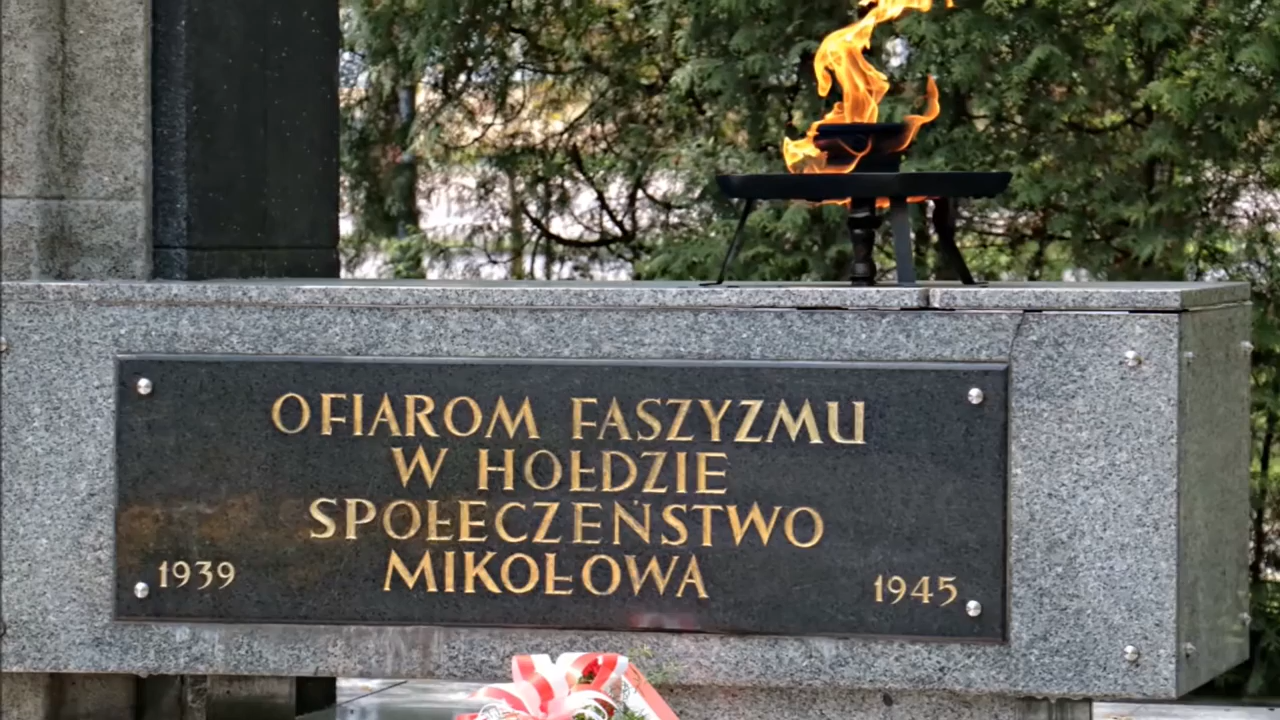 OFIAROM FASZYZMU
W HOŁDZIE
SPOŁECZEŃSTWO
MIKOŁOWA
1939 1945